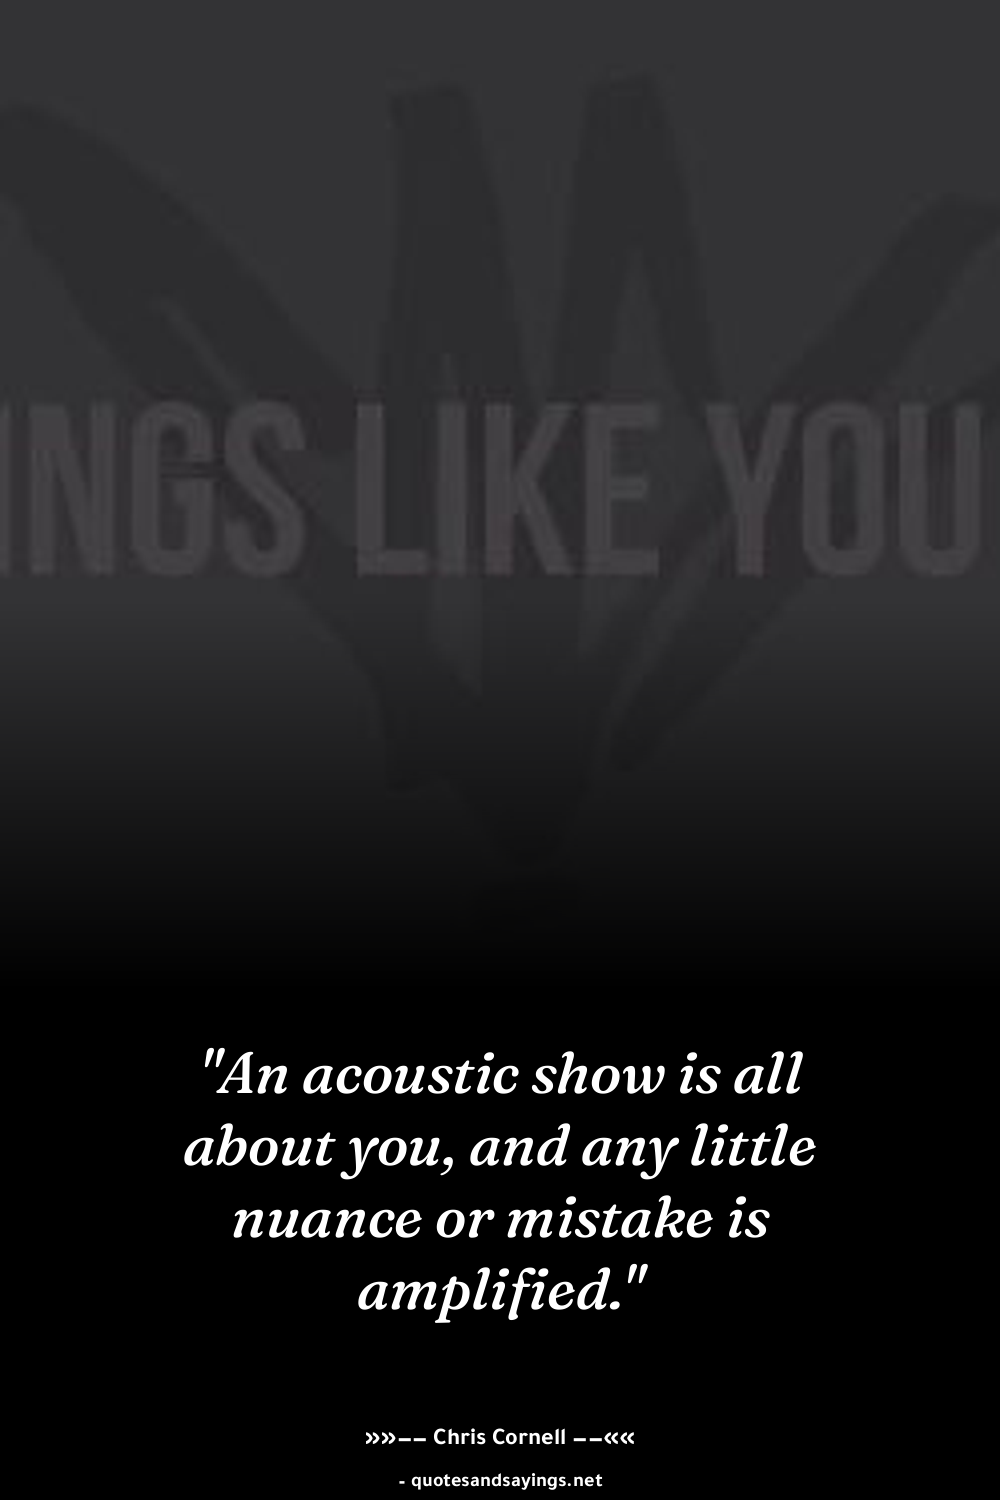 INGS LIKE YOU
"An acoustic show is all
about you, and any little
nuance or mistake is
amplified."
»»–– Chris Cornell ––««
- quotesandsayings.net